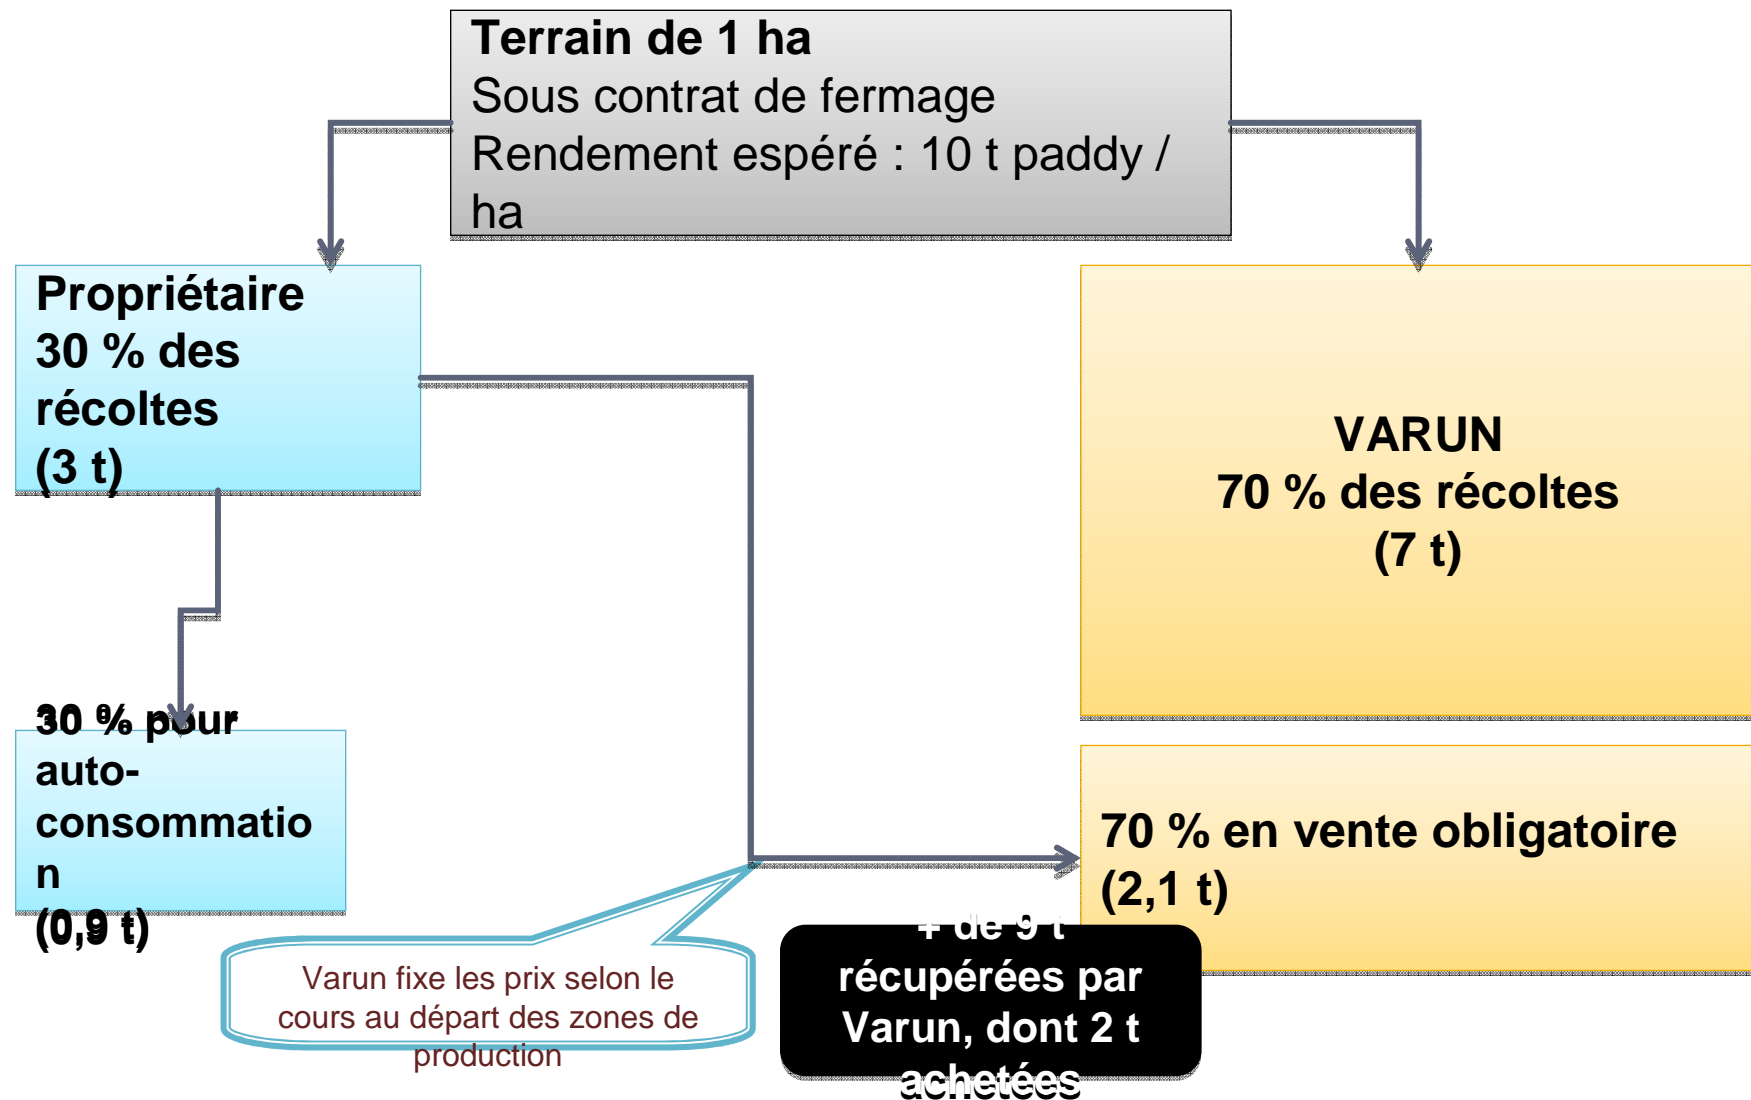 Terrain de 1 ha
Sous contrat de fermage
Rendement espéré : 10 t paddy /
ha
Propriétaire
30 % des
récoltes
(3 t)
VARUN
70 % des récoltes
(7 t)
30 % pour
auto-
consommatio
n
(0,9 t)
70 % en vente obligatoire
(2,1 t)
Varun fixe les prix selon le
cours au départ des zones de
production
+ de 9 t
récupérées par
Varun, dont 2 t
achetées